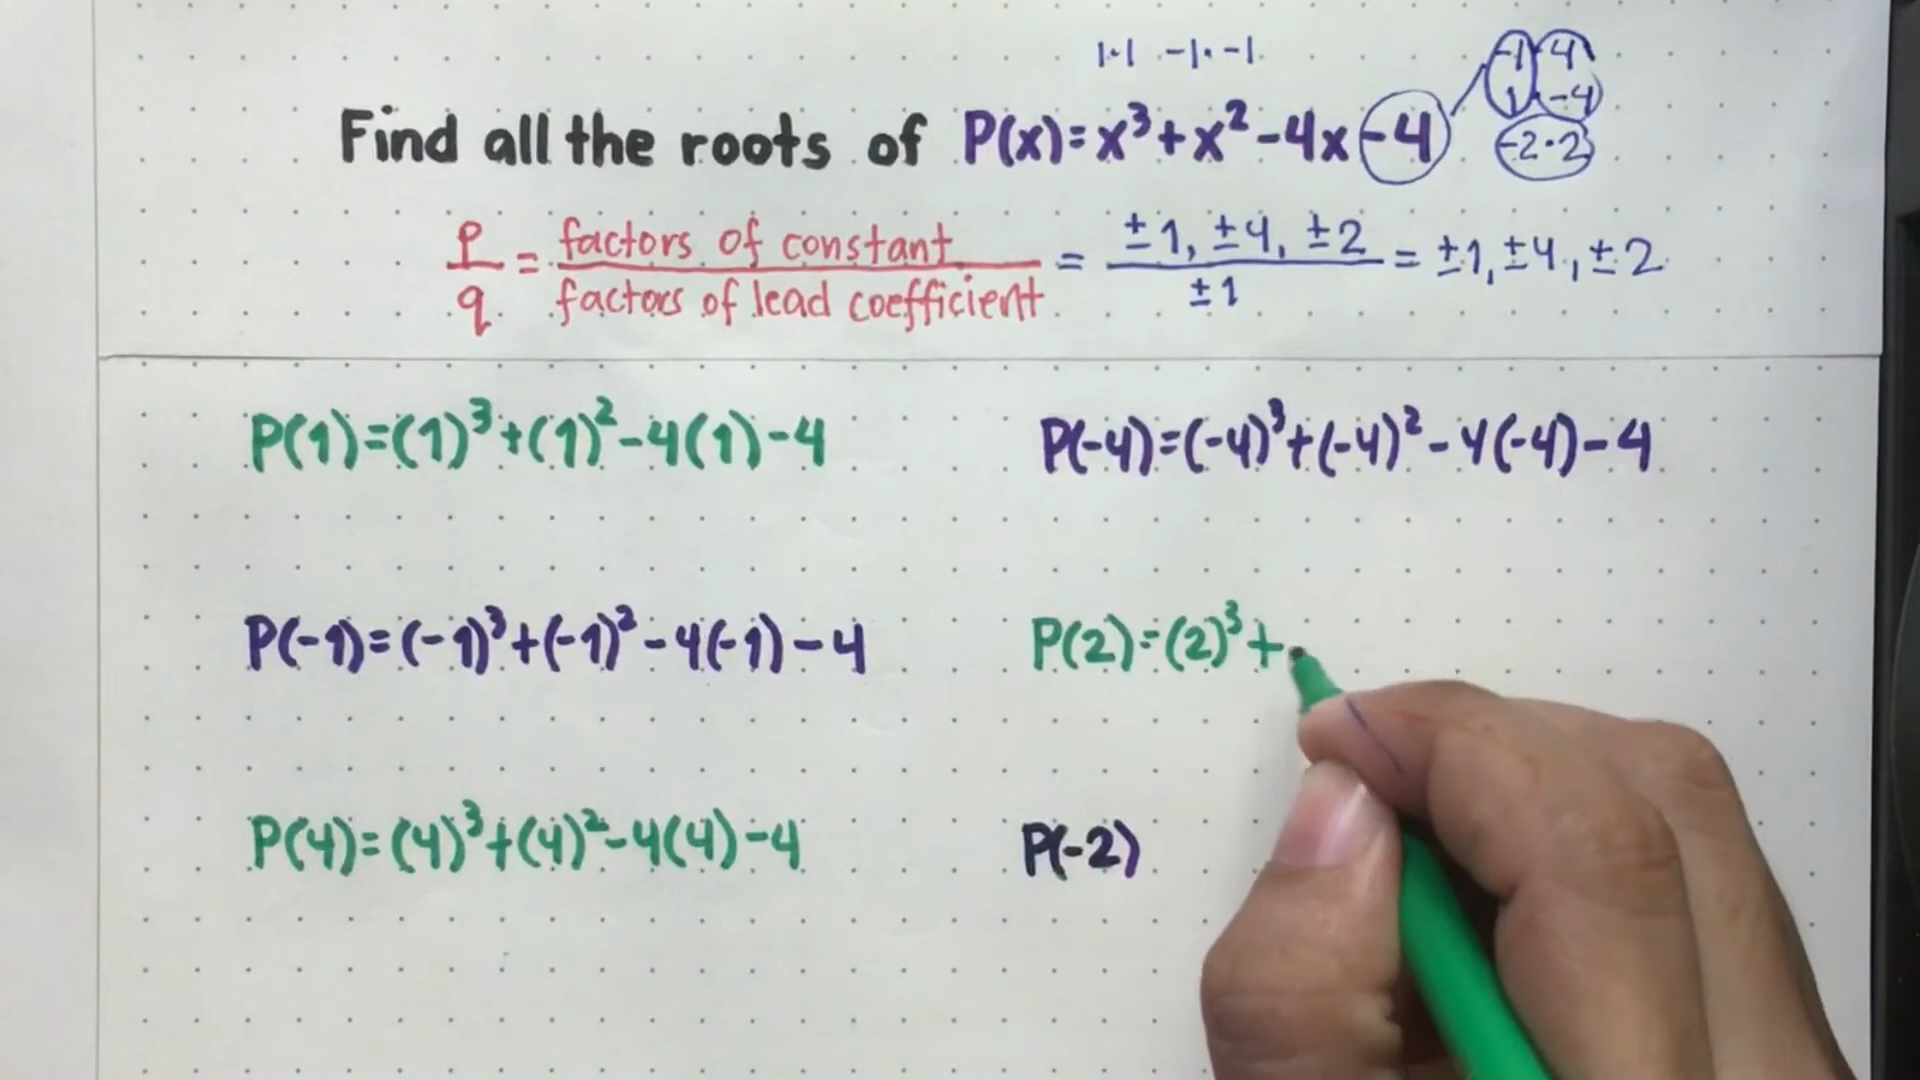 1·1 -1·-1
-1 4
1·-4
-2·2
Find all the roots of P(x)=x³+x²-4x-4
p/q = factors of constant/factors of lead coefficient = ±1, ±4, ±2/±1 = ±1, ±4, ±2
P(1)=(1)³+(1)²-4(1)-4
P(-4)=(-4)³+(-4)²-4(-4)-4
P(-1)=(-1)³+(-1)²-4(-1)-4
P(2)=(2)³+
P(4)=(4)³+(4)²-4(4)-4
P(-2)